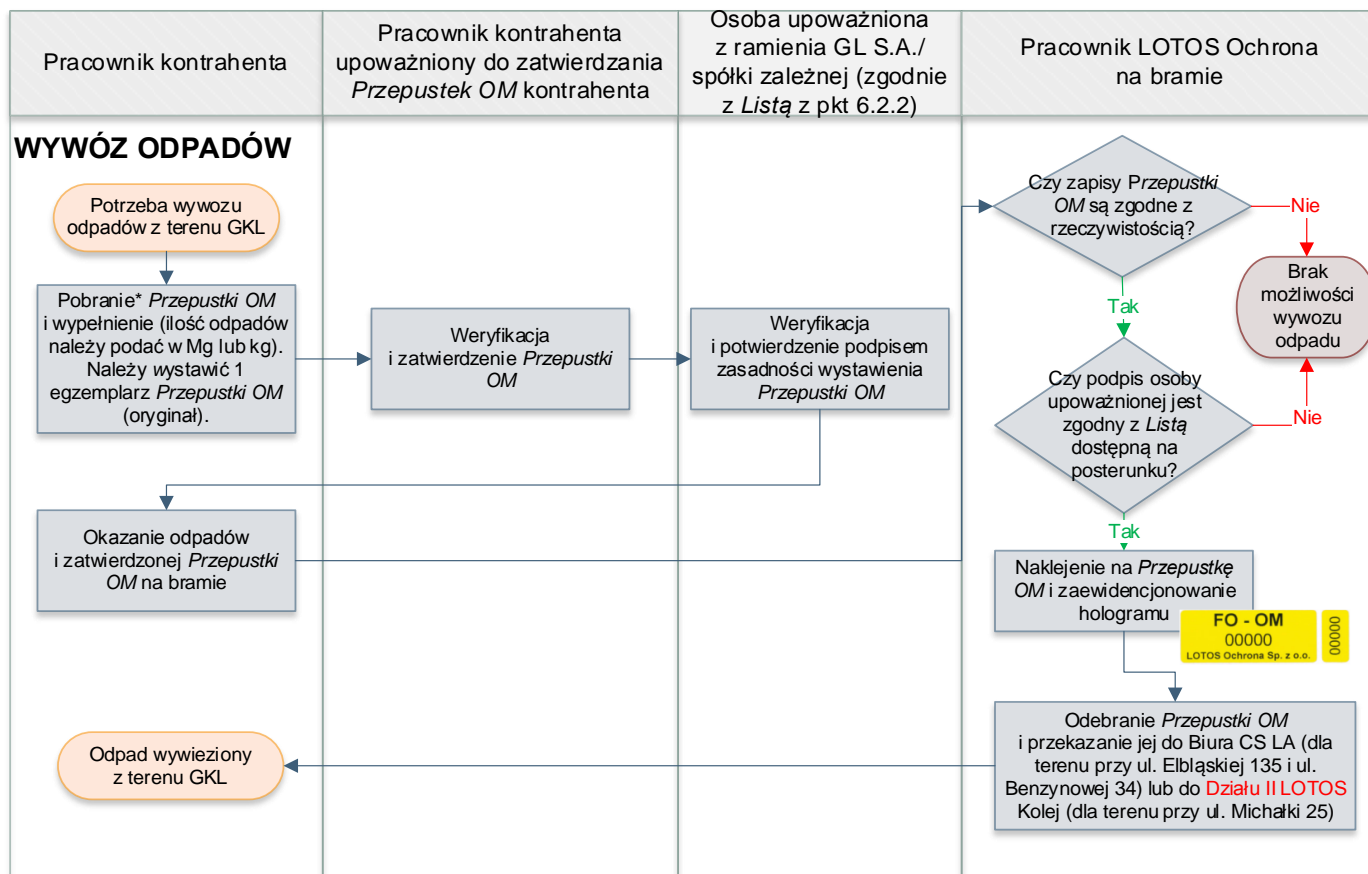 Pracownik kontrahenta
Pracownik kontrahenta
upoważniony do zatwierdzania
Przepustek OM kontrahenta
Osoba upoważniona
z ramienia GL S.A./
spółki zależnej (zgodnie
z Listą z pkt 6.2.2)
Pracownik LOTOS Ochrona
na bramie
WYWÓZ ODPADÓW
Potrzeba wywozu
odpadów z terenu GKL
Pobranie* Przepustki OM
i wypełnienie (ilość odpadów
należy podać w Mg lub kg).
Należy wystawić 1
egzemplarz Przepustki OM
(oryginał).
Weryfikacja
i zatwierdzenie Przepustki
OM
Weryfikacja
i potwierdzenie podpisem
zasadności wystawienia
Przepustki OM
Okazanie odpadów
i zatwierdzonej Przepustki
OM na bramie
Czy zapisy Przepustki
OM są zgodne z
rzeczywistością?
Nie
Brak
możliwości
wywozu
odpadu
Tak
Czy podpis osoby
upoważnionej jest
zgodny z Listą
dostępną na
posterunku?
Nie
Tak
Naklejenie na Przepustkę
OM i zaewidencjonowanie
hologramu
FO - OM
00000
LOTOS Ochrona Sp. z o.o.
00000
Odebranie Przepustki OM
i przekazanie jej do Biura CS LA (dla
terenu przy ul. Elbląskiej 135 i ul.
Benzynowej 34) lub do Działu II LOTOS
Kolej (dla terenu przy ul. Michałki 25)
Odpad wywieziony
z terenu GKL